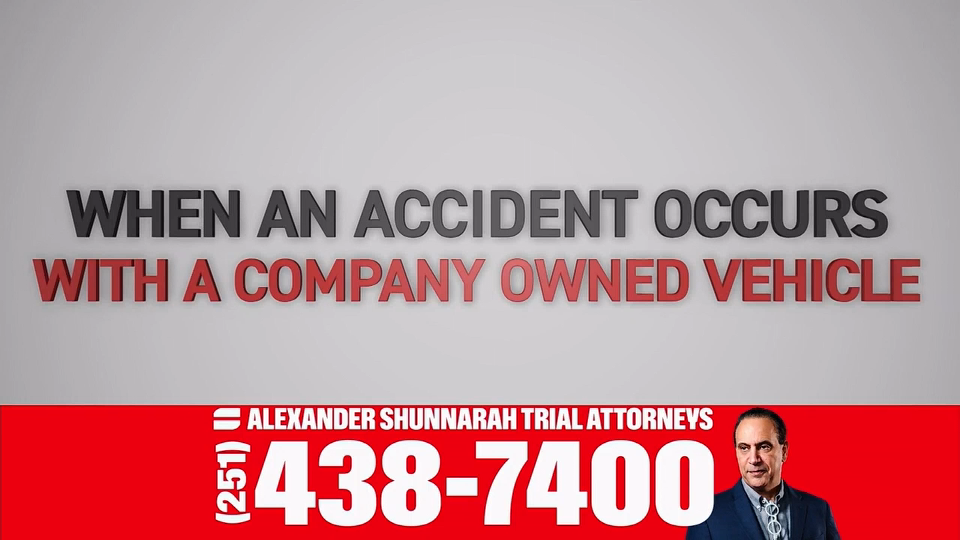 WHEN AN ACCIDENT OCCURS
WITH A COMPANY OWNED VEHICLE
ALEXANDER SHUNNARAH TRIAL ATTORNEYS
(251) 438-7400